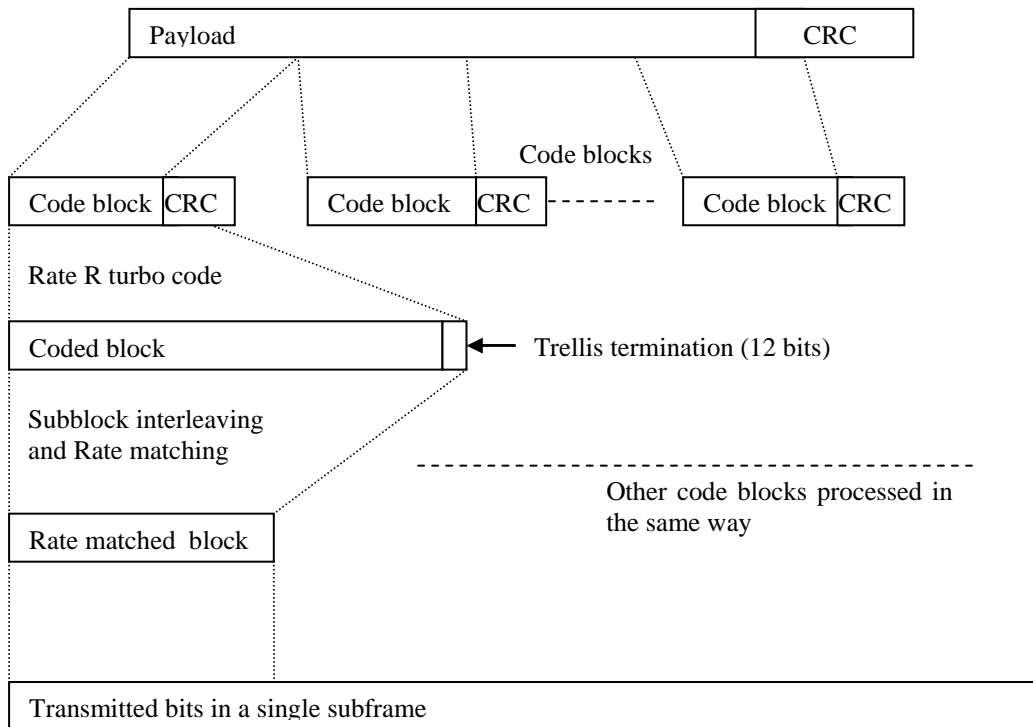 Payload CRC
Code blocks
Code block CRC Code block CRC Code block CRC
Rate R turbo code
Coded block Trellis termination (12 bits)
Subblock interleaving
and Rate matching
Other code blocks processed in
the same way
Rate matched block
Transmitted bits in a single subframe